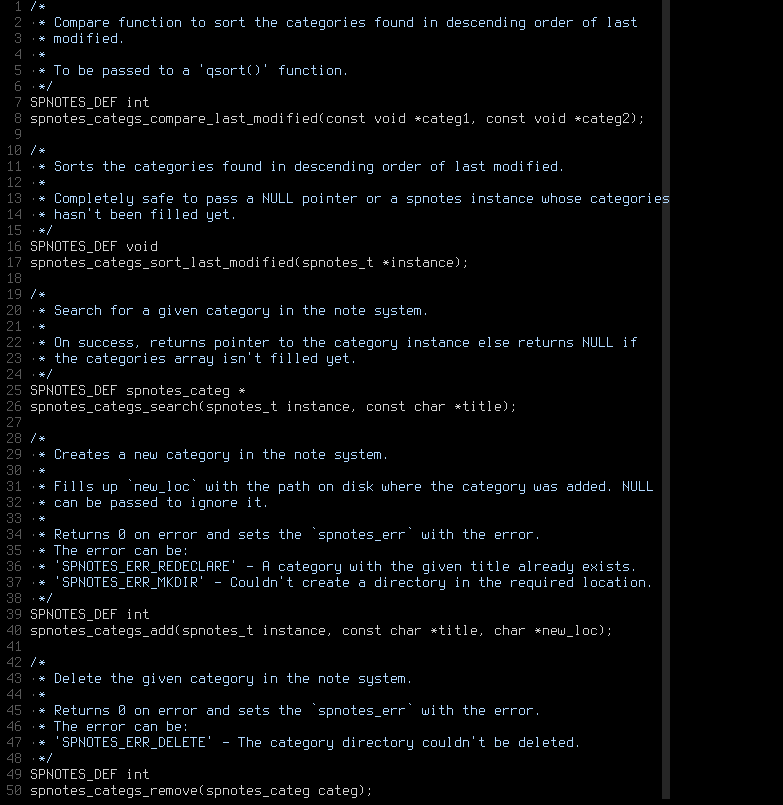 1 /*
2  * Compare function to sort the categories found in descending order of last
3  * modified.
4  *
5  * To be passed to a 'qsort()' function.
6  */
7 SPNOTES_DEF int
8 spnotes_categs_compare_last_modified(const void *categ1, const void *categ2);
9
10 /*
11  * Sorts the categories found in descending order of last modified.
12  *
13  * Completely safe to pass a NULL pointer or a spnotes instance whose categories
14  * hasn't been filled yet.
15  */
16 SPNOTES_DEF void
17 spnotes_categs_sort_last_modified(spnotes_t *instance);
18
19 /*
20  * Search for a given category in the note system.
21  *
22  * On success, returns pointer to the category instance else returns NULL if
23  * the categories array isn't filled yet.
24  */
25 SPNOTES_DEF spnotes_categ *
26 spnotes_categs_search(spnotes_t instance, const char *title);
27
28 /*
29  * Creates a new category in the note system.
30  *
31  * Fills up `new_loc` with the path on disk where the category was added. NULL
32  * can be passed to ignore it.
33  *
34  * Returns 0 on error and sets the `spnotes_err` with the error.
35  * The error can be:
36  * 'SPNOTES_ERR_REDECLARE' - A category with the given title already exists.
37  * 'SPNOTES_ERR_MKDIR' - Couldn't create a directory in the required location.
38  */
39 SPNOTES_DEF int
40 spnotes_categs_add(spnotes_t instance, const char *title, char *new_loc);
41
42 /*
43  * Delete the given category in the note system.
44  *
45  * Returns 0 on error and sets the `spnotes_err` with the error.
46  * The error can be:
47  * 'SPNOTES_ERR_DELETE' - The category directory couldn't be deleted.
48  */
49 SPNOTES_DEF int
50 spnotes_categs_remove(spnotes_categ categ);